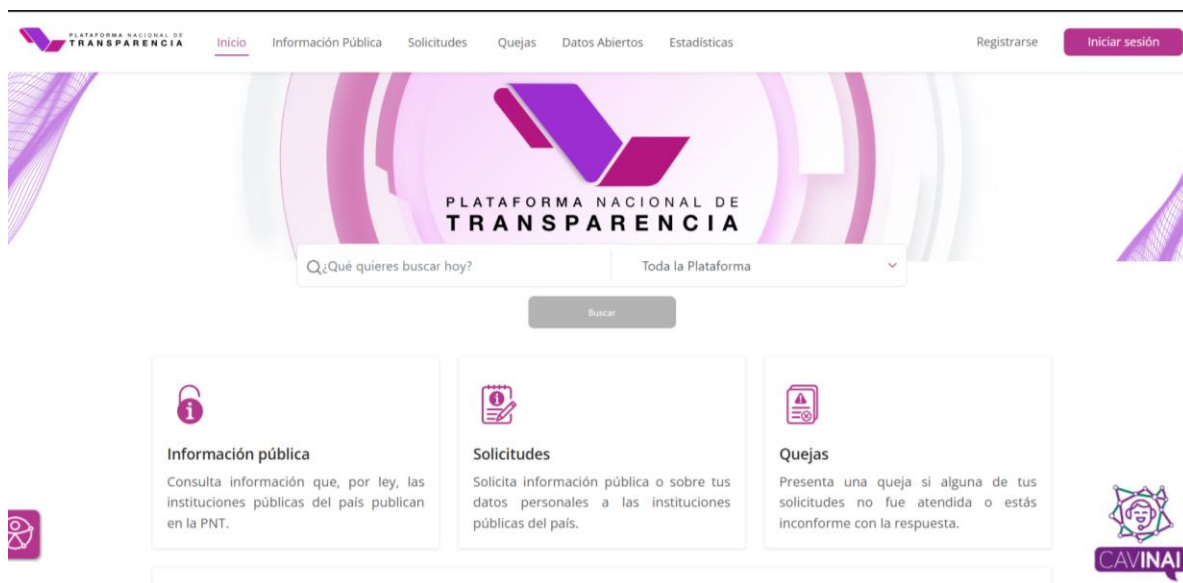 PLATAFORMA NACIONAL DE
TRANSPARENCIA
Inicio
Información Pública
Solicitudes
Quejas
Datos Abiertos
Estadísticas
Registrarse
Iniciar sesión
PLATAFORMA NACIONAL DE
TRANSPARENCIA
¿Qué quieres buscar hoy?
Toda la Plataforma
Buscar
Información pública
Consulta información que, por ley, las
instituciones públicas del país publican
en la PNT.
Solicitudes
Solicita información pública o sobre tus
datos personales a las instituciones
públicas del país.
Quejas
Presenta una queja si alguna de tus
solicitudes no fue atendida o estás
inconforme con la respuesta.
CAVINAI